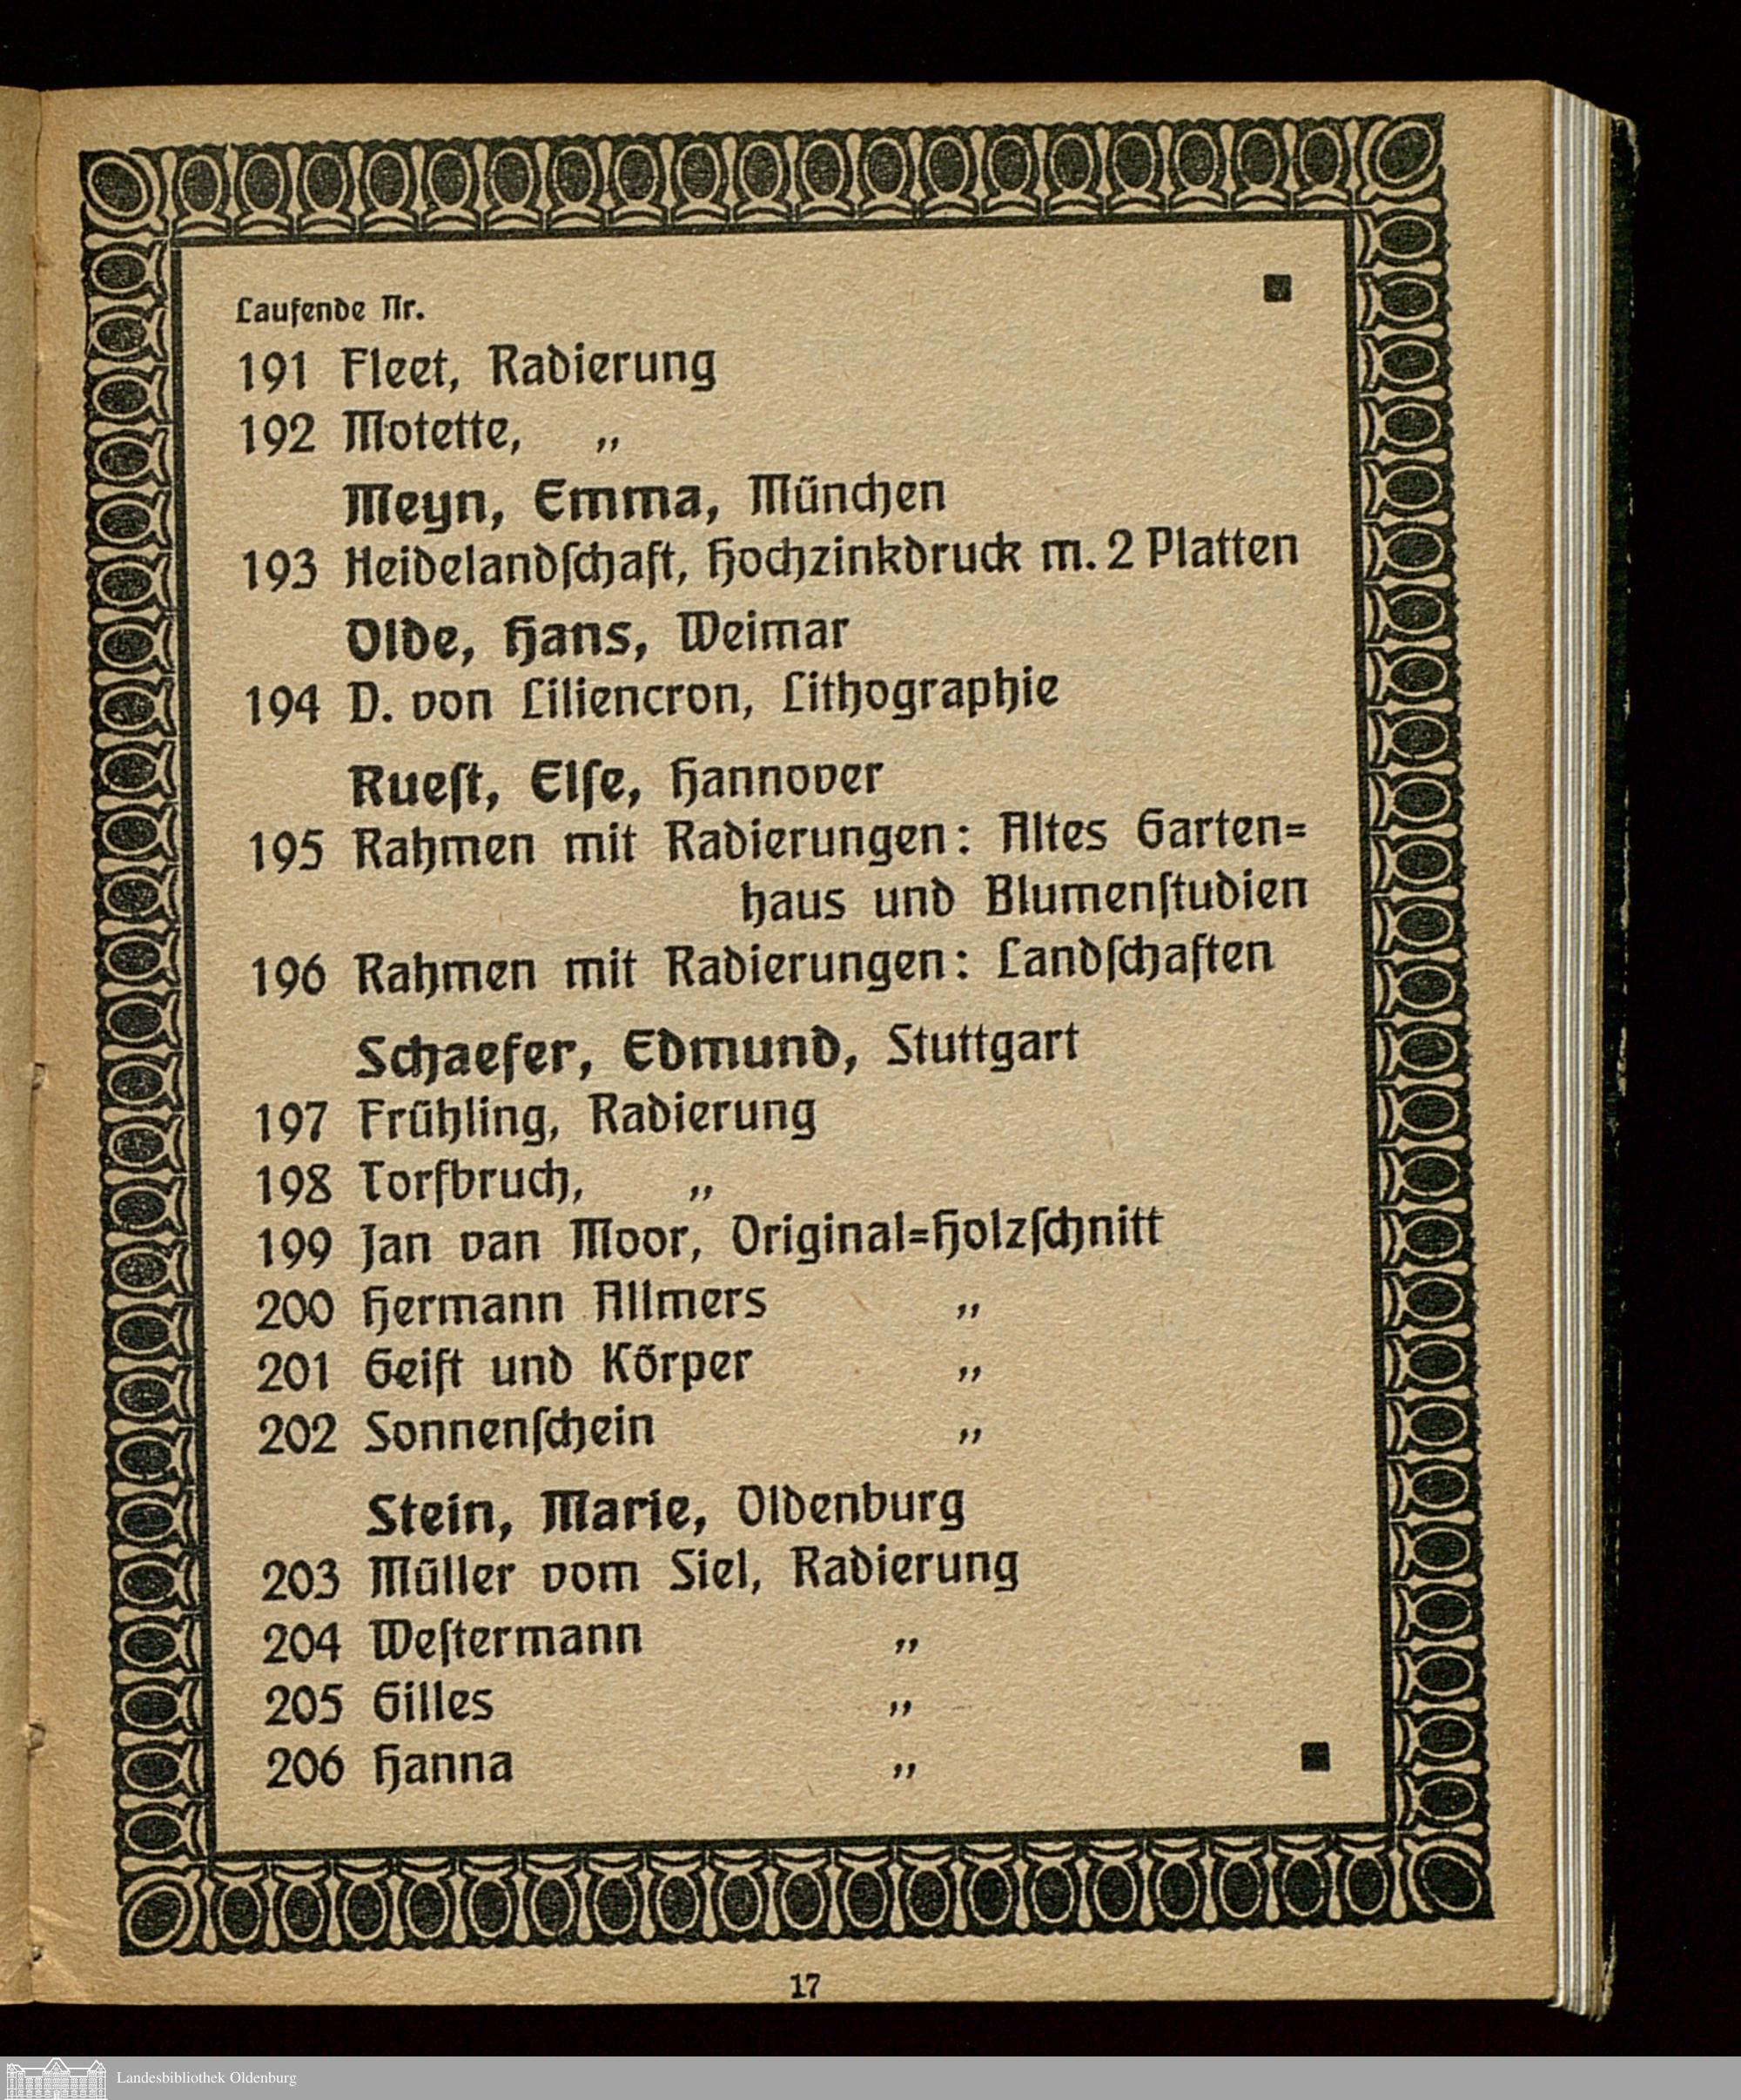 Laufende Nr.
191 Fleet, Radierung
192 Motette, „
Meyn, Emma, München
193 Heidelandſchaft, Hochzinkdruck m. 2 Platten
Olde, Hans, Weimar
194 D. von Liliencron, Lithographie
Rueſt, Elſe, Hannover
195 Rahmen mit Radierungen: Altes Garten=
haus und Blumenſtudien
196 Rahmen mit Radierungen: Landſchaften
Schaefer, Edmund, Stuttgart
197 Frühling, Radierung
198 Torfbruch, „
199 Jan van Moor, Original=Holzſchnitt
200 Hermann Allmers „
201 Geiſt und Körper „
202 Sonnenſchein „
Stein, Marie, Oldenburg
203 Müller vom Siel, Radierung
204 Weſtermann „
205 Gilles „
206 Hanna „
17
Landesbibliothek Oldenburg